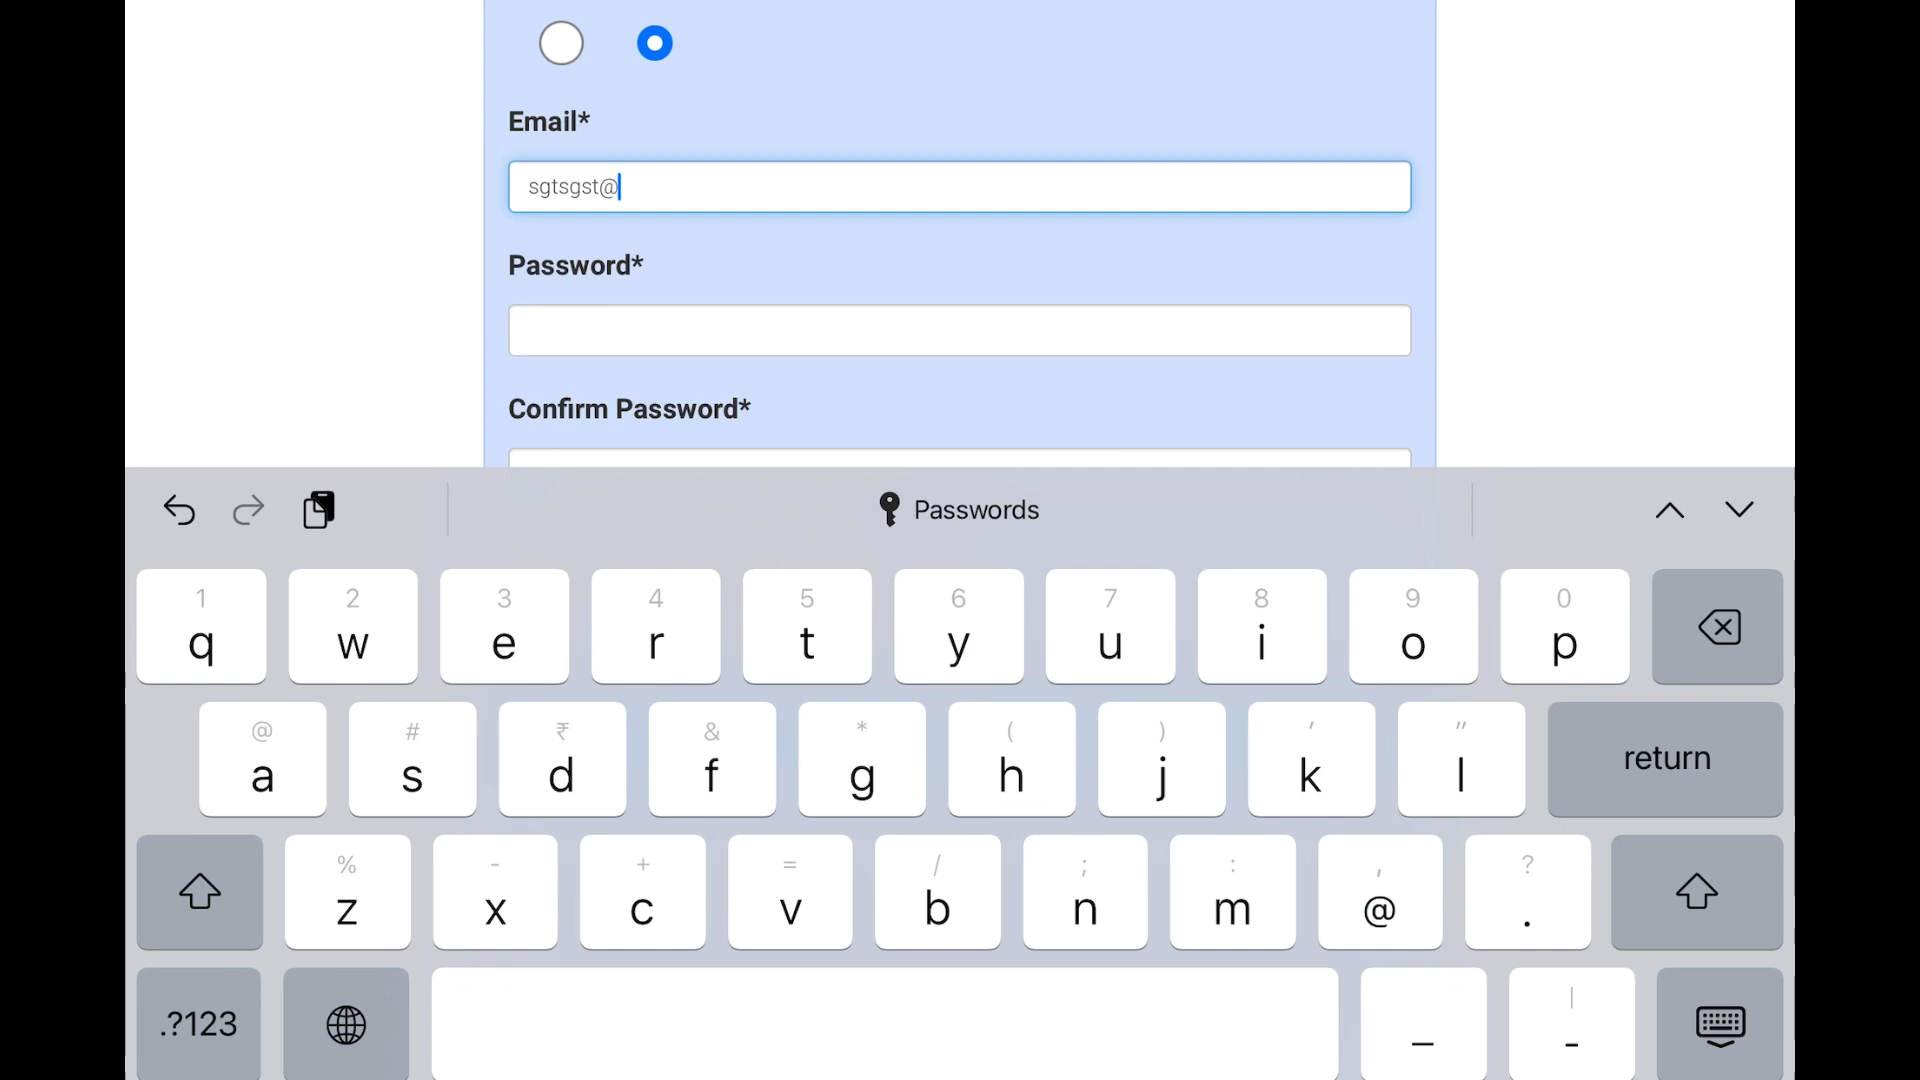 Email*
sgtsgst@
Password*
Confirm Password*
Passwords
1 2 3 4 5 6 7 8 9 0
q w e r t y u i o p
@ # ₹ & * ( ) ' "
a s d f g h j k l return
% - + = / ; : , ?
z x c v b n m @ .
|
.?123 _ -